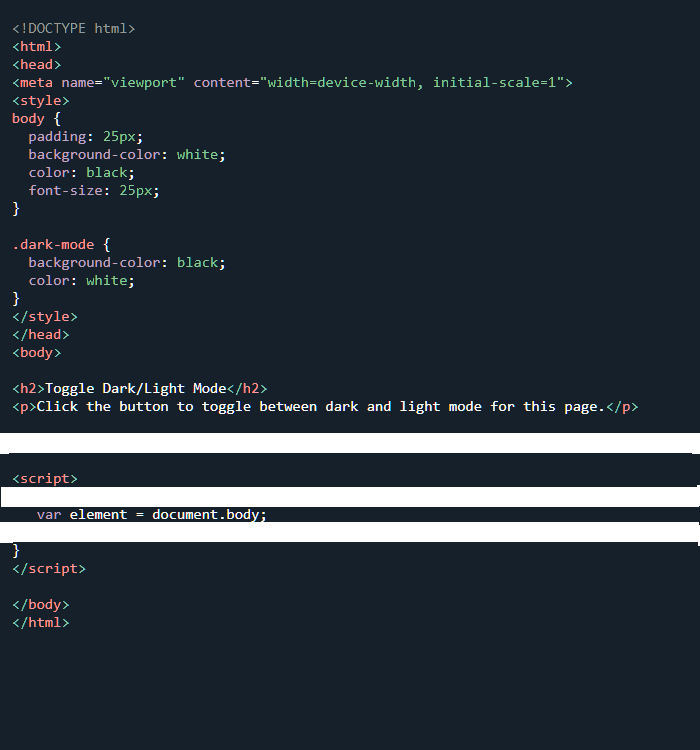 <!DOCTYPE html>
<html>
<head>
<meta name="viewport" content="width=device-width, initial-scale=1">
<style>
body {
  padding: 25px;
  background-color: white;
  color: black;
  font-size: 25px;
}
.dark-mode {
  background-color: black;
  color: white;
}
</style>
</head>
<body>
<h2>Toggle Dark/Light Mode</h2>
<p>Click the button to toggle between dark and light mode for this page.</p>
<script>
   var element = document.body;
}
</script>
</body>
</html>